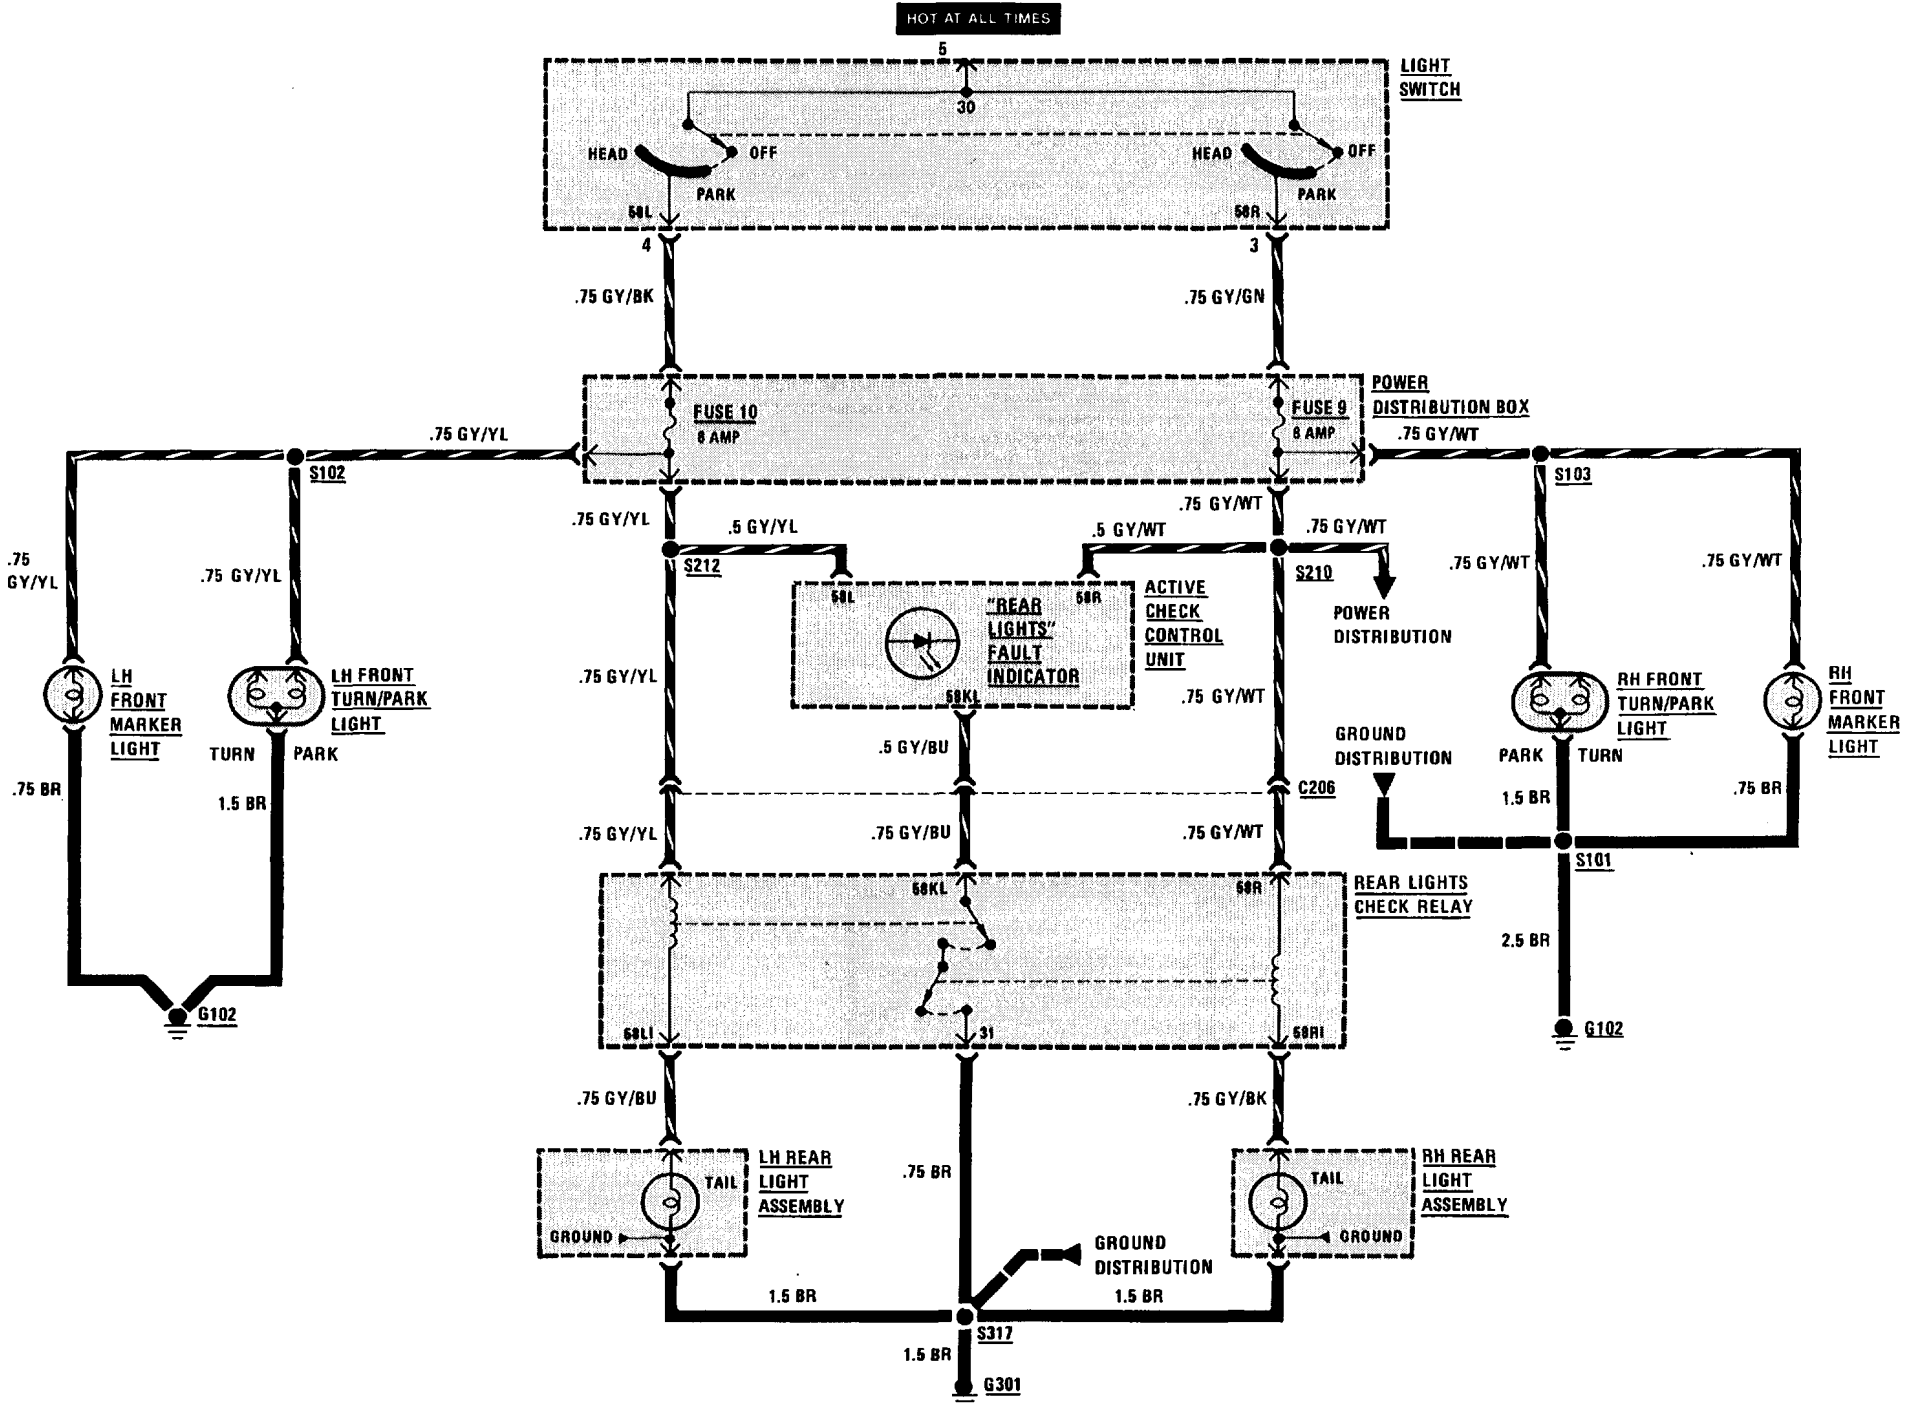 HOT AT ALL TIMES
5
LIGHT
SWITCH
30
HEAD
OFF
PARK
HEAD
OFF
PARK
58L
58R
4
3
.75 GY/BK
.75 GY/GN
POWER
DISTRIBUTION BOX
FUSE 10
8 AMP
FUSE 9
8 AMP
.75 GY/YL
.75 GY/WT
S102
S103
.75 GY/YL
.5 GY/YL
.75 GY/WT
.5 GY/WT
.75 GY/WT
S212
S210
.75
GY/YL
.75 GY/YL
.75 GY/WT
.75 GY/WT
58L
58R
"REAR
LIGHTS"
FAULT
INDICATOR
58KL
ACTIVE
CHECK
CONTROL
UNIT
POWER
DISTRIBUTION
.75 GY/YL
.75 GY/WT
LH
FRONT
MARKER
LIGHT
LH FRONT
TURN/PARK
LIGHT
TURN
PARK
RH FRONT
TURN/PARK
LIGHT
PARK
TURN
RH
FRONT
MARKER
LIGHT
.5 GY/BU
GROUND
DISTRIBUTION
.75 BR
1.5 BR
1.5 BR
.75 BR
C206
.75 GY/YL
.75 GY/BU
.75 GY/WT
S101
58KL
58R
REAR LIGHTS
CHECK RELAY
2.5 BR
G102
G102
58LI
31
58RI
.75 GY/BU
.75 GY/BK
TAIL
GROUND
LH REAR
LIGHT
ASSEMBLY
.75 BR
TAIL
GROUND
RH REAR
LIGHT
ASSEMBLY
GROUND
DISTRIBUTION
1.5 BR
1.5 BR
S317
1.5 BR
G301